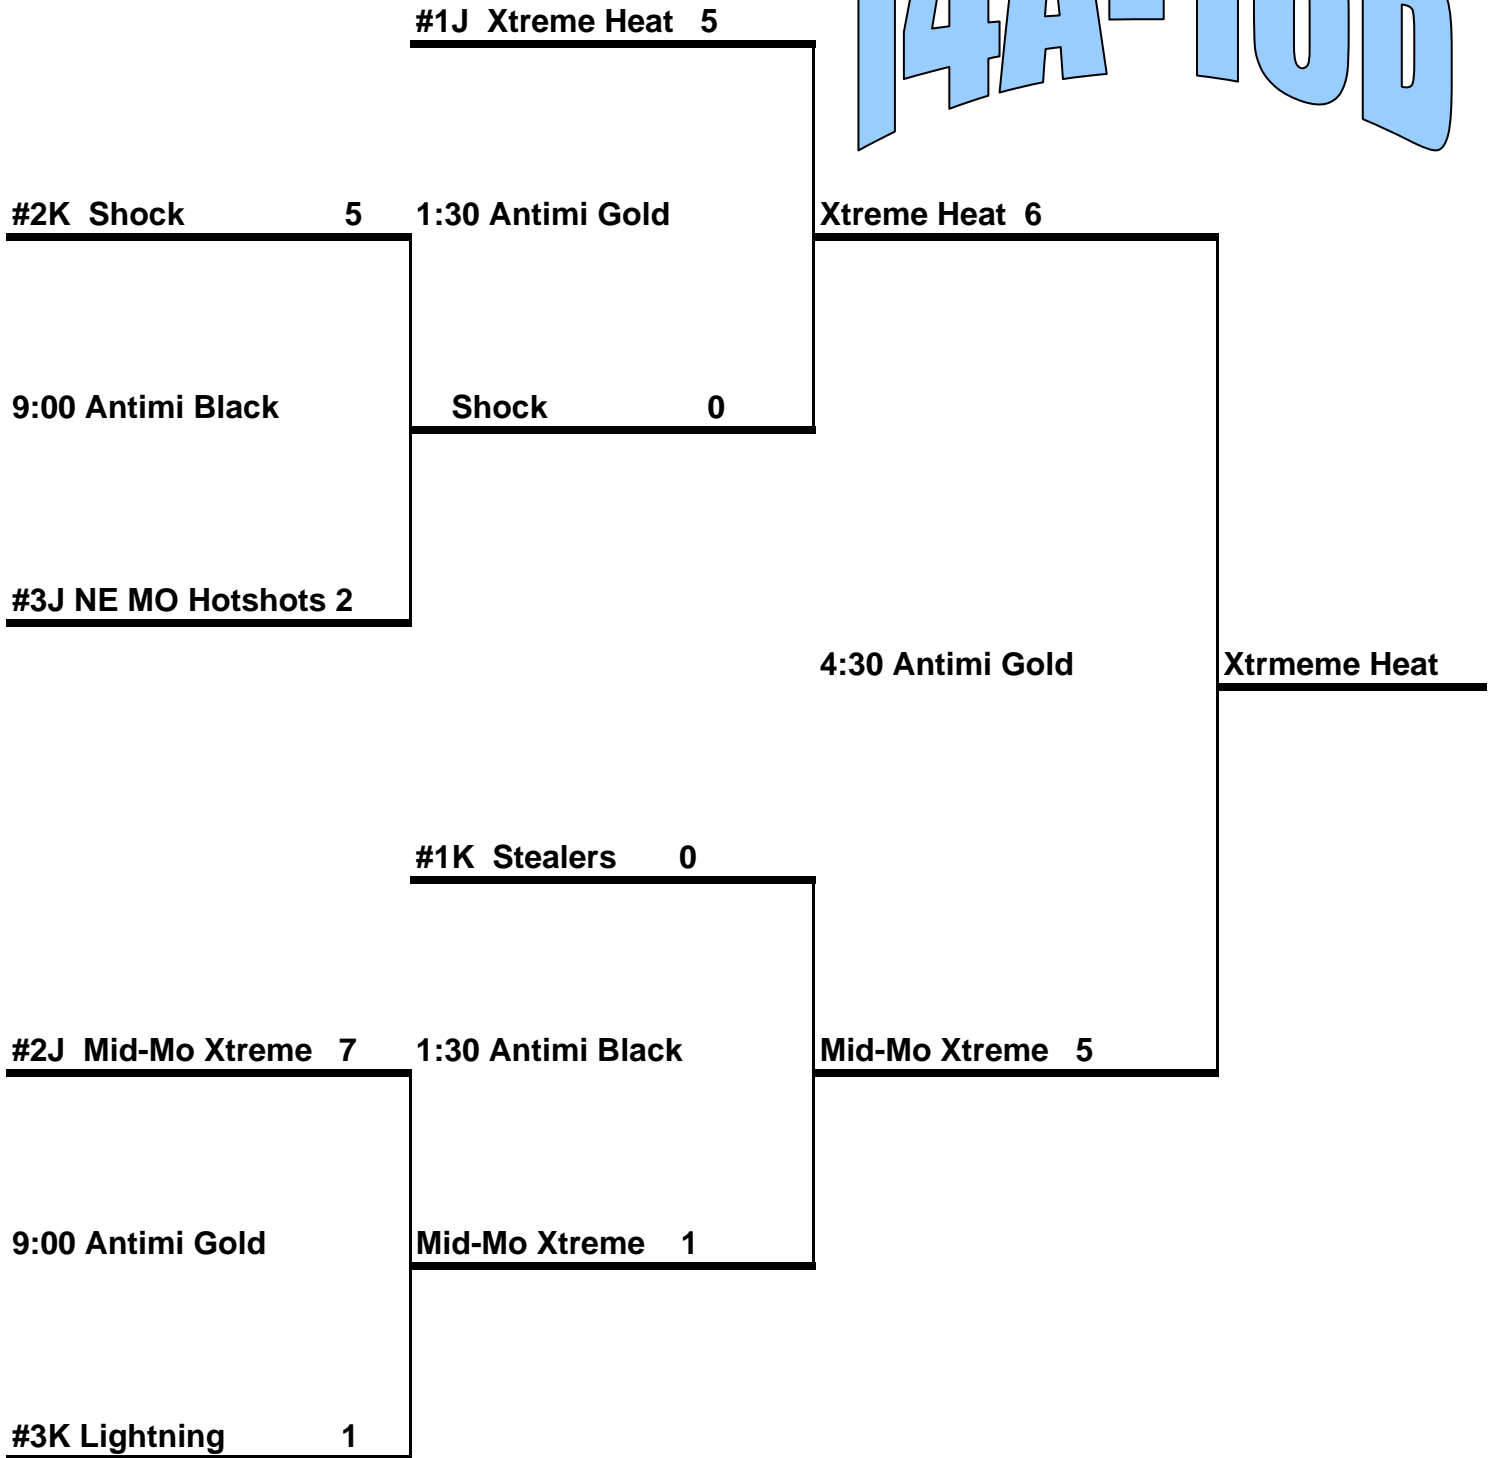 #1J Xtreme Heat 5
#2K Shock 5
1:30 Antimi Gold
Xtreme Heat 6
9:00 Antimi Black
Shock 0
#3J NE MO Hotshots 2
4:30 Antimi Gold
Xtrmeme Heat
#1K Stealers 0
#2J Mid-Mo Xtreme 7
1:30 Antimi Black
Mid-Mo Xtreme 5
9:00 Antimi Gold
Mid-Mo Xtreme 1
#3K Lightning 1